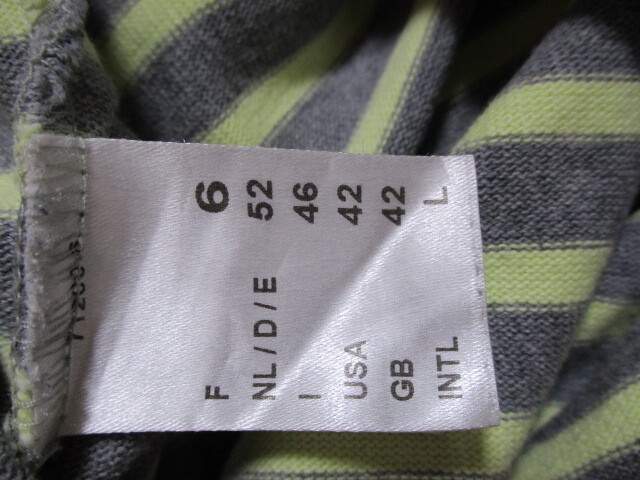 F 6
NL/D/E 52
I 46
USA 42
GB 42
INTL L